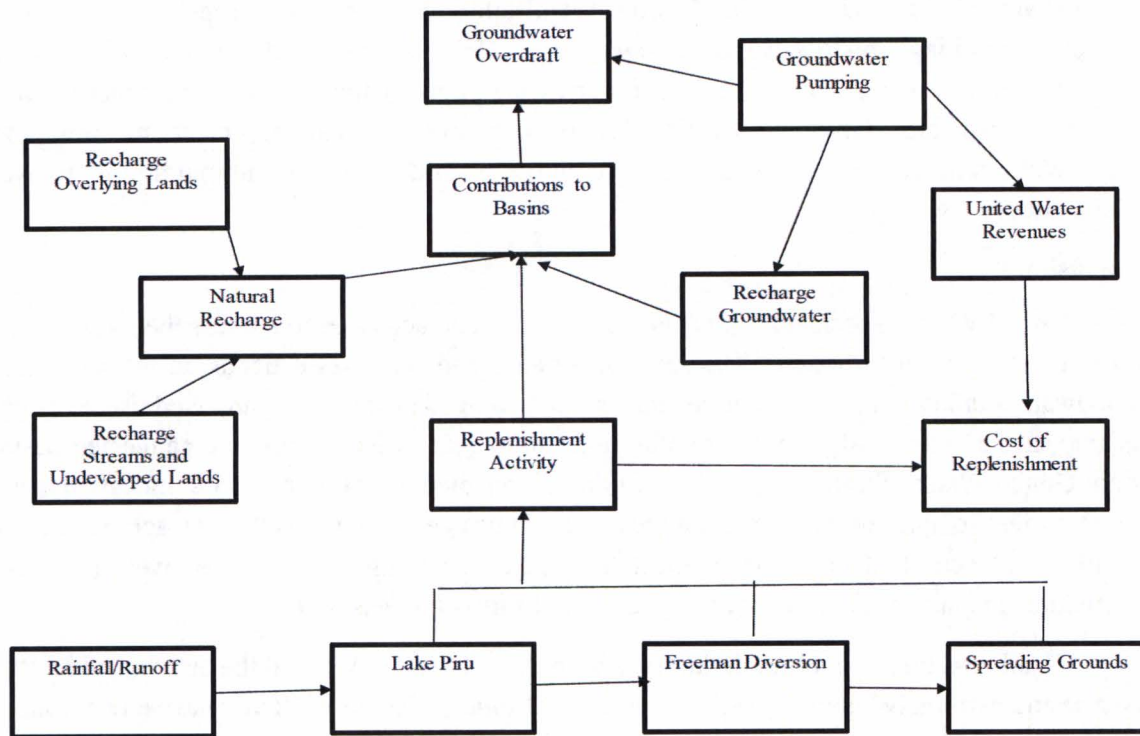 Groundwater
Overdraft
Groundwater
Pumping
Recharge
Overlying Lands
Contributions to
Basins
United Water
Revenues
Natural
Recharge
Recharge
Groundwater
Recharge
Streams and
Undeveloped Lands
Replenishment
Activity
Cost of
Replenishment
Rainfall/Runoff
Lake Piru
Freeman Diversion
Spreading Grounds